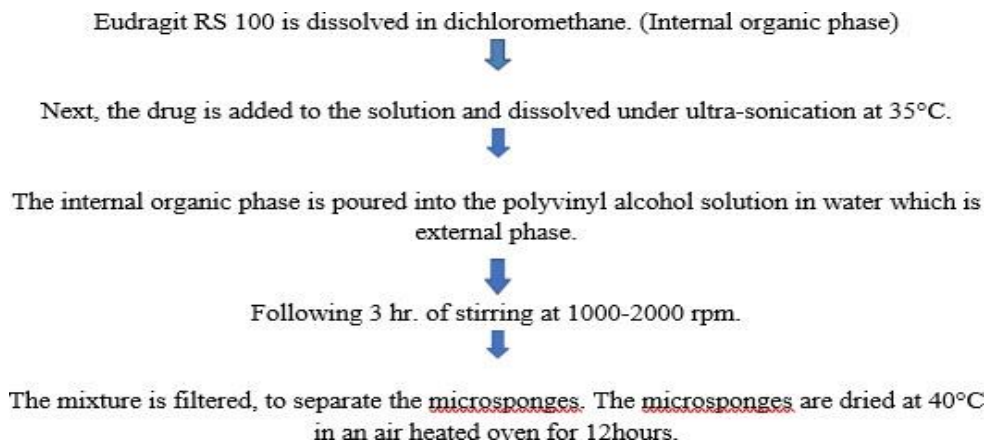 Eudragit RS 100 is dissolved in dichloromethane. (Internal organic phase)
Next, the drug is added to the solution and dissolved under ultra-sonication at 35°C.
The internal organic phase is poured into the polyvinyl alcohol solution in water which is
external phase.
Following 3 hr. of stirring at 1000-2000 rpm.
The mixture is filtered, to separate the microsponges. The microsponges are dried at 40°C
in an air heated oven for 12hours.